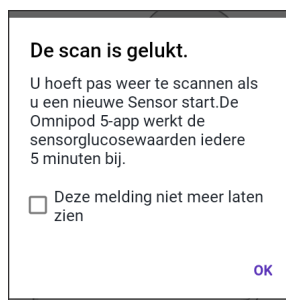 De scan is gelukt.
U hoeft pas weer te scannen als
u een nieuwe Sensor start.De
Omnipod 5-app werkt de
sensorglucosewaarden iedere
5 minuten bij.
Deze melding niet meer laten
zien
OK